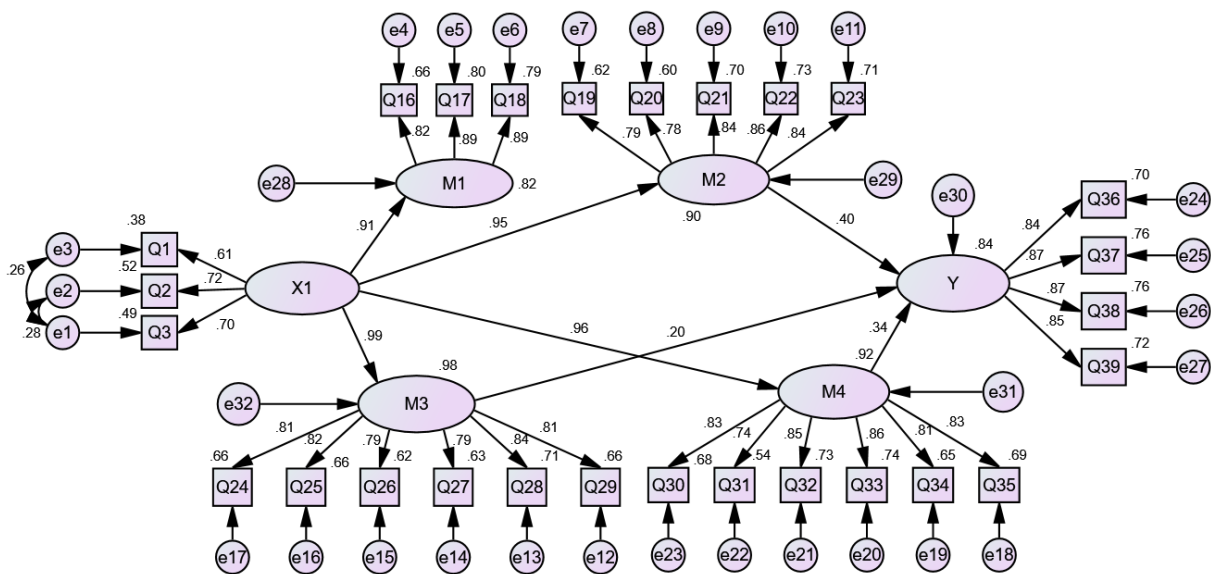 e4 e5 e6 e7 e8 e9 e10 e11
.66 .80 .79 .62 .60 .70 .73 .71
Q16 Q17 Q18 Q19 Q20 Q21 Q22 Q23
.82 .89 .89 .79 .78 .84 .86 .84
e28 M1 .82 M2 e29
.91 .95 .90 .40
e30 .70
Q36 e24
.84 .84
.38 .76
e3 Q1 .61 .87 Q37 e25
.26 .52
e2 Q2 .72 X1 Y .87 .76
Q38 e26
.49 .28
e1 Q3 .70 .85 .72
Q39 e27
.99 .20 .96 .34
.98 .92
e32 M3 M4 e31
.81 .82 .79 .79 .84 .81 .83 .74 .85 .86 .81 .83
.66 .66 .62 .63 .71 .66 .68 .54 .73 .74 .65 .69
Q24 Q25 Q26 Q27 Q28 Q29 Q30 Q31 Q32 Q33 Q34 Q35
e17 e16 e15 e14 e13 e12 e23 e22 e21 e20 e19 e18